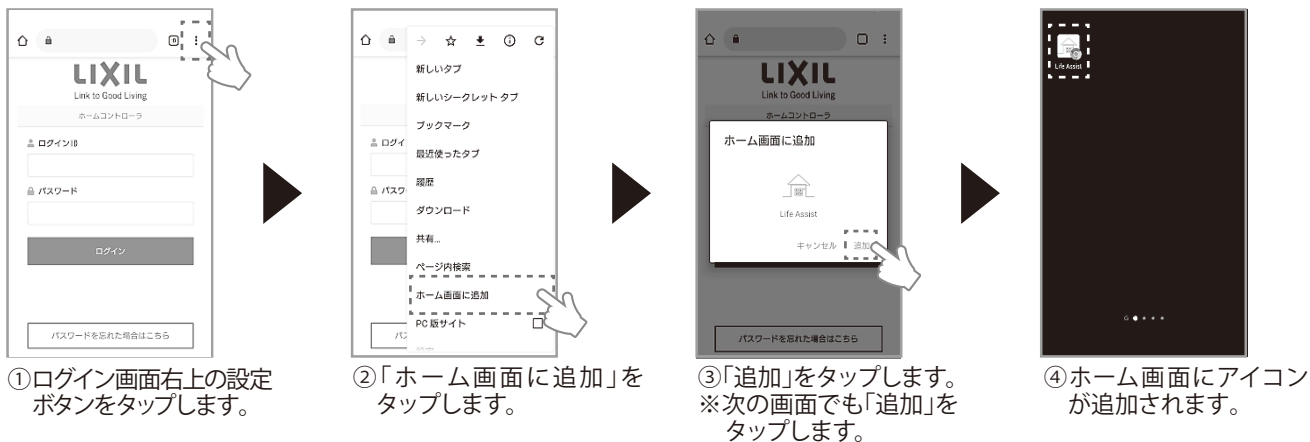 LIXIL
Link to Good Living
ホームコントローラ
ログインID
パスワード
ログイン
パスワードを忘れた場合はこちら
①ログイン画面右上の設定
ボタンをタップします。
新しいタブ
新しいシークレット タブ
ブックマーク
最近使ったタブ
履歴
ダウンロード
共有...
ページ内検索
ホーム画面に追加
PC 版サイト
ログイ
パスワ
パス
②「ホーム画面に追加」を
タップします。
LIXIL
Link to Good Living
ホームコントローラ
ホーム画面に追加
Life Assist
キャンセル 追加
パスワードを忘れた場合はこちら
③「追加」をタップします。
※次の画面でも「追加」を
タップします。
Life Assist
G
④ホーム画面にアイコン
が追加されます。